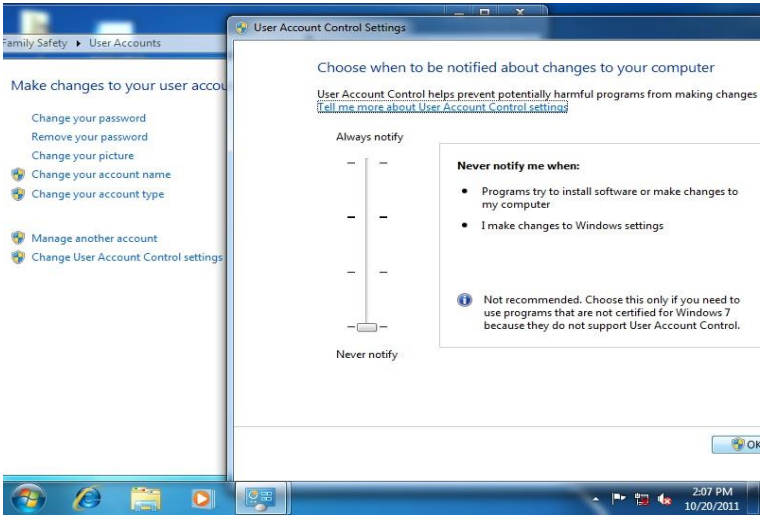 Family Safety ▸ User Accounts
Make changes to your user accou
Change your password
Remove your password
Change your picture
Change your account name
Change your account type
Manage another account
Change User Account Control settings
User Account Control Settings
Choose when to be notified about changes to your computer
User Account Control helps prevent potentially harmful programs from making changes
Tell me more about User Account Control settings
Always notify
Never notify
Never notify me when:
• Programs try to install software or make changes to
my computer
• I make changes to Windows settings
Not recommended. Choose this only if you need to
use programs that are not certified for Windows 7
because they do not support User Account Control.
OK
2:07 PM
10/20/2011